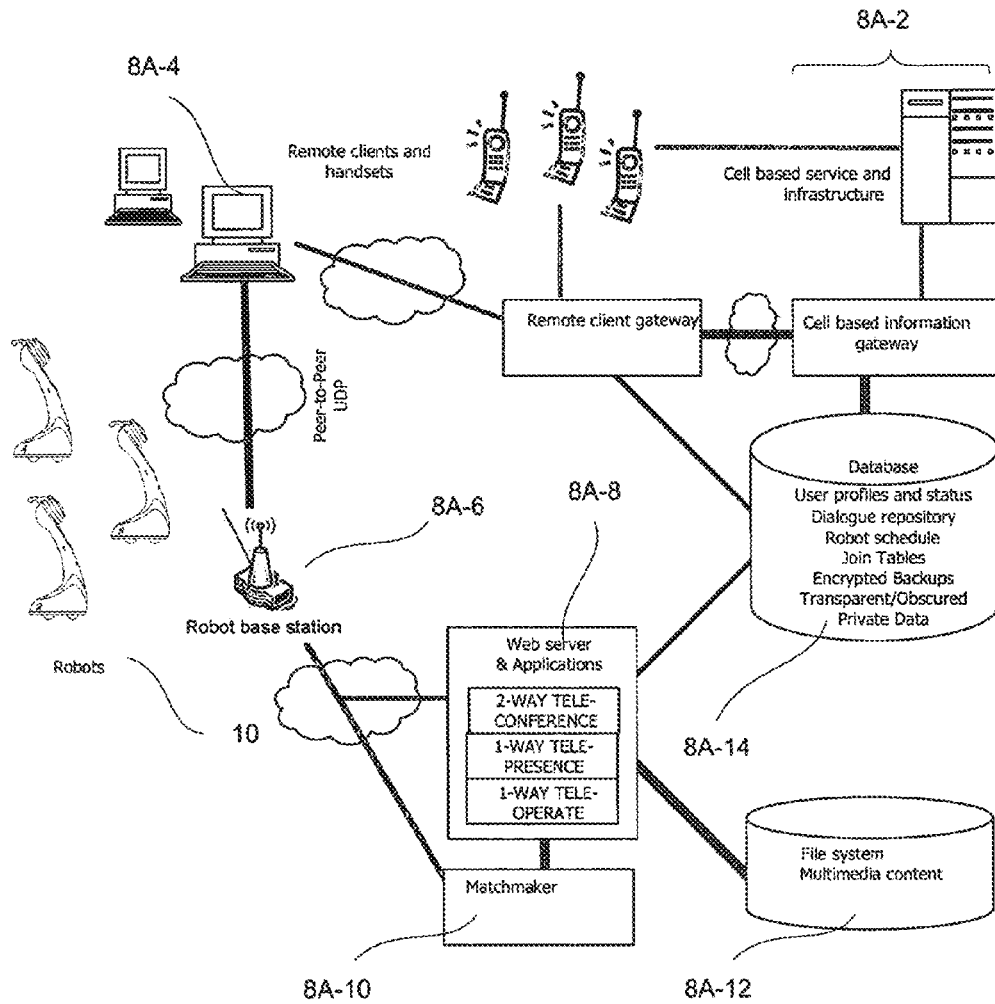 8A-2
8A-4
Remote clients and
handsets
Cell based service and
infrastructure
Remote client gateway
Cell based information
gateway
Peer-to-Peer
UDP
Database
User profiles and status
Dialogue repository
Robot schedule
Join Tables
Encrypted Backups
Transparent/Obscured
Private Data
8A-6
8A-8
Robot base station
Robots
10
Web server
& Applications
2-WAY TELE-
CONFERENCE
1-WAY TELE-
PRESENCE
1-WAY TELE-
OPERATE
8A-14
File system
Multimedia content
Matchmaker
8A-10
8A-12